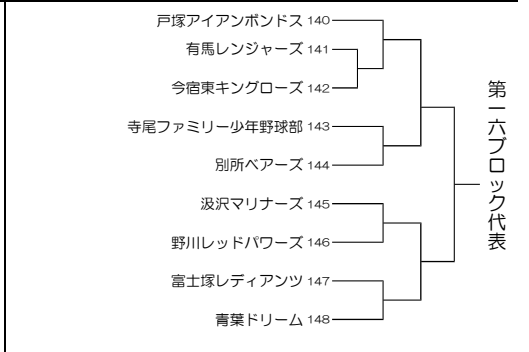 戸塚アイアンボンドス 140
有馬レンジャーズ 141
今宿東キングローズ 142
寺尾ファミリー少年野球部 143
別所ベアーズ 144
汲沢マリナーズ 145
野川レッドパワーズ 146
富士塚レディアンツ 147
青葉ドリーム 148
第一六ブロック代表